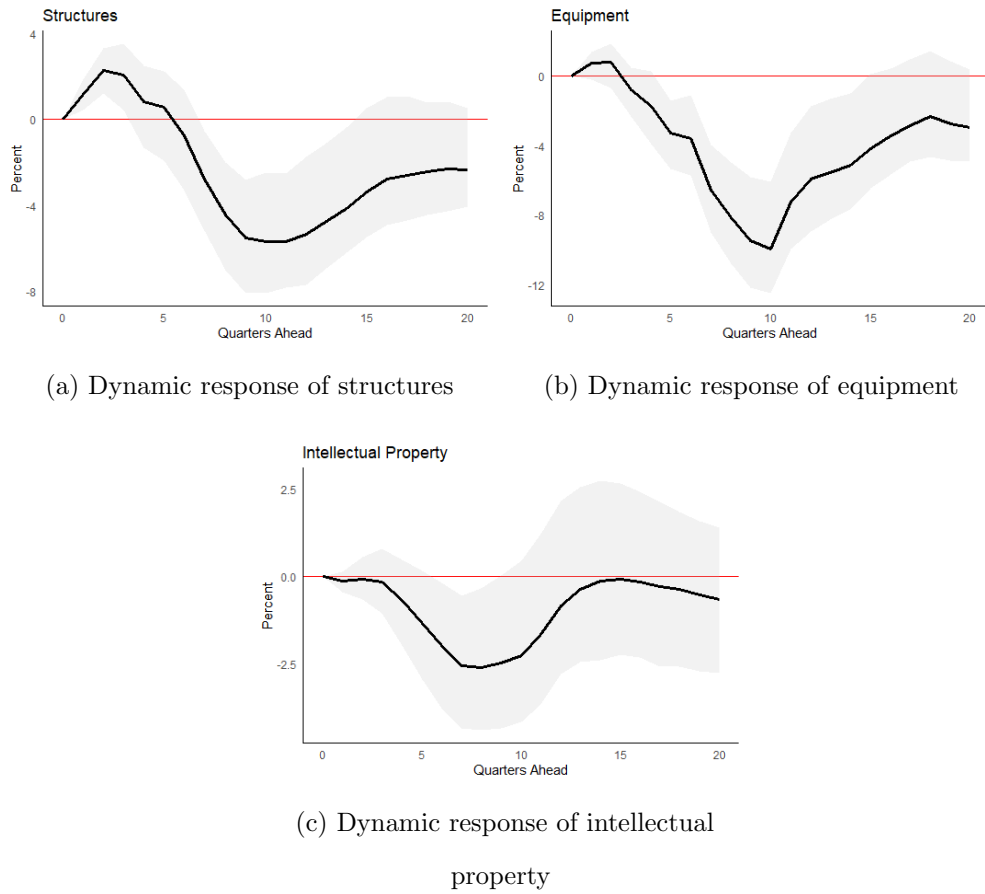 Structures
4
0
-4
-8
Percent
0 5 10 15 20
Quarters Ahead
(a) Dynamic response of structures
Equipment
0
-4
-8
-12
Percent
0 5 10 15 20
Quarters Ahead
(b) Dynamic response of equipment
Intellectual Property
2.5
0.0
-2.5
Percent
0 5 10 15 20
Quarters Ahead
(c) Dynamic response of intellectual
property